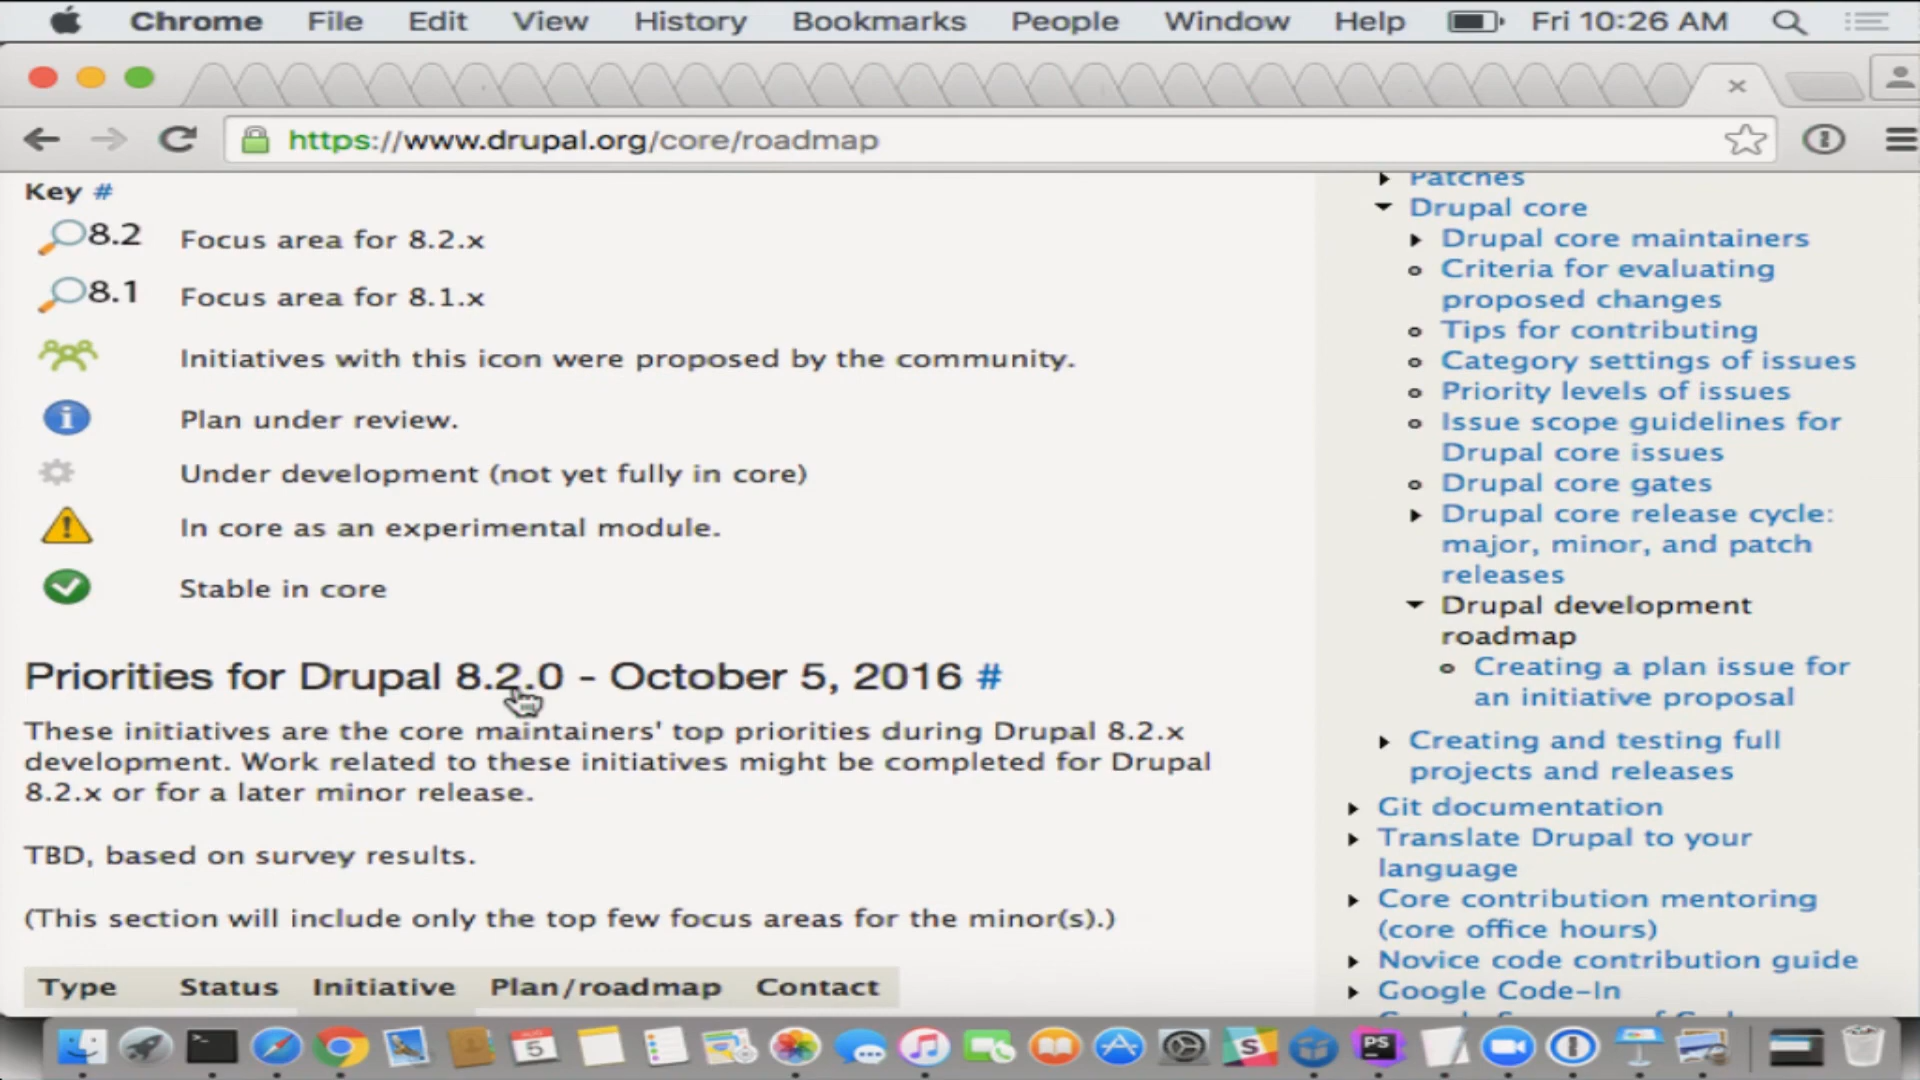 Chrome File Edit View History Bookmarks People Window Help Fri 10:26 AM
https://www.drupal.org/core/roadmap
Key #
8.2 Focus area for 8.2.x
8.1 Focus area for 8.1.x
Initiatives with this icon were proposed by the community.
Plan under review.
Under development (not yet fully in core)
In core as an experimental module.
Stable in core
Priorities for Drupal 8.2.0 - October 5, 2016 #
These initiatives are the core maintainers' top priorities during Drupal 8.2.x
development. Work related to these initiatives might be completed for Drupal
8.2.x or for a later minor release.
TBD, based on survey results.
(This section will include only the top few focus areas for the minor(s).)
Type Status Initiative Plan/roadmap Contact
Patches
Drupal core
Drupal core maintainers
Criteria for evaluating
proposed changes
Tips for contributing
Category settings of issues
Priority levels of issues
Issue scope guidelines for
Drupal core issues
Drupal core gates
Drupal core release cycle:
major, minor, and patch
releases
Drupal development
roadmap
Creating a plan issue for
an initiative proposal
Creating and testing full
projects and releases
Git documentation
Translate Drupal to your
language
Core contribution mentoring
(core office hours)
Novice code contribution guide
Google Code-In
5
S
PS